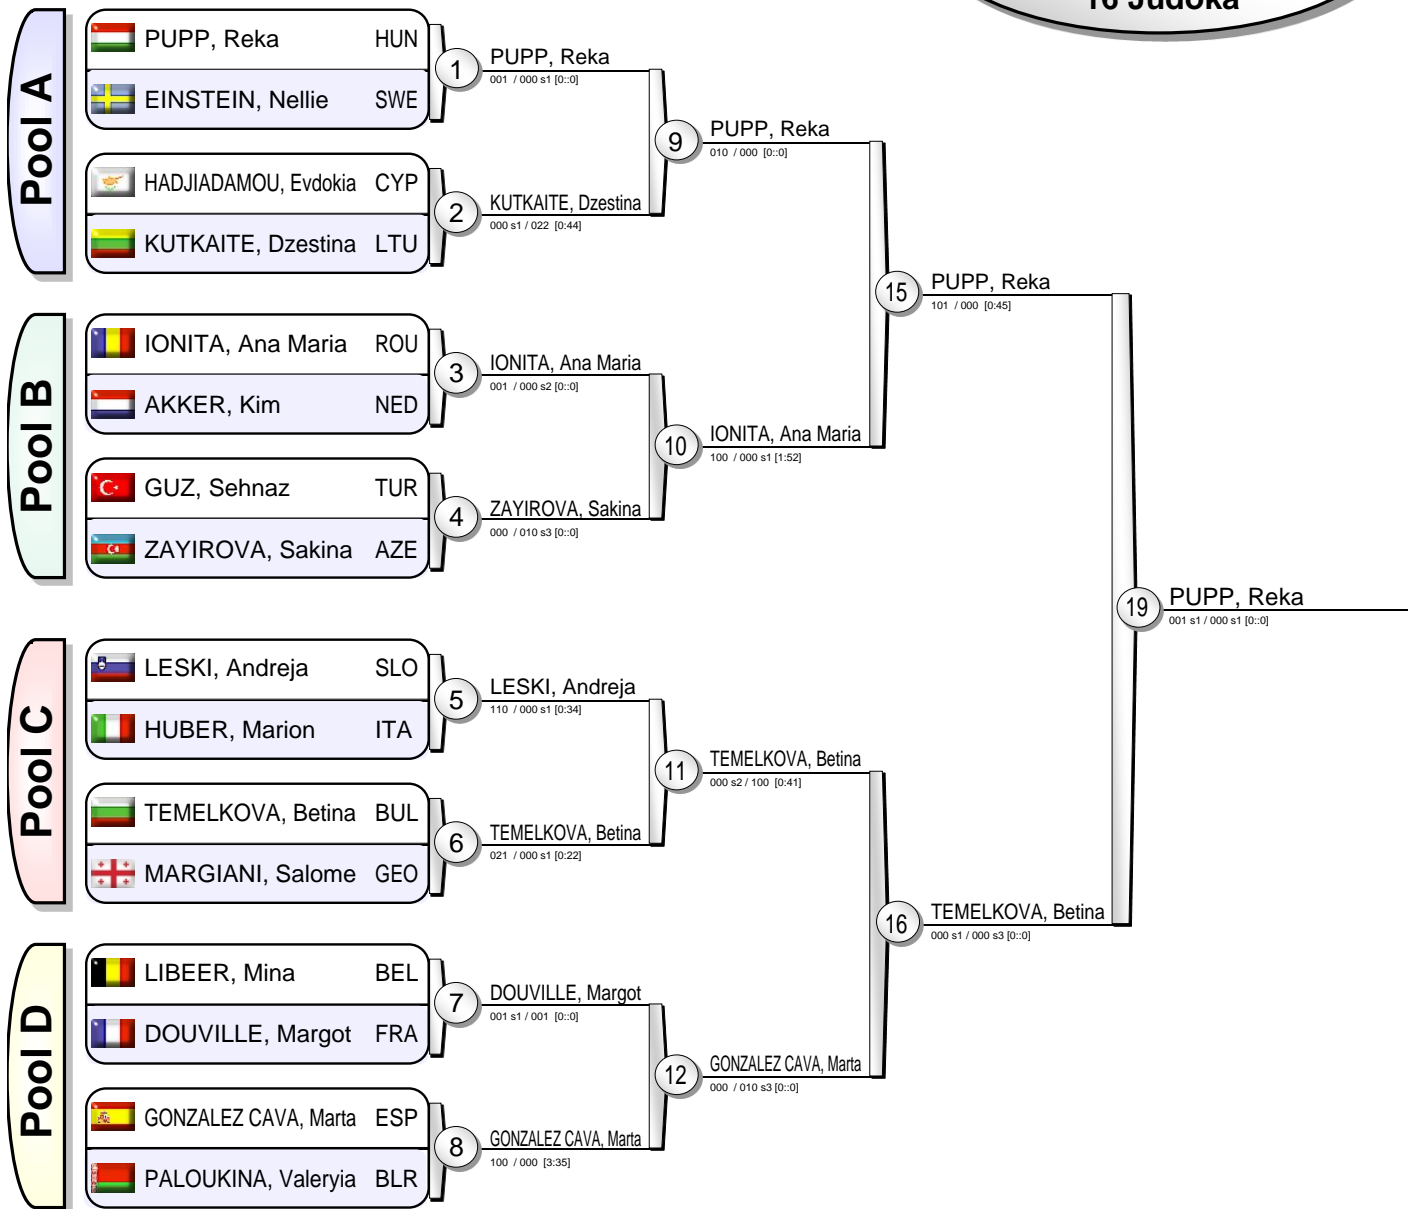 16 Judoka
Pool A
PUPP, Reka HUN
EINSTEIN, Nellie SWE
HADJIADAMOU, Evdokia CYP
KUTKAITE, Dzestina LTU
Pool B
IONITA, Ana Maria ROU
AKKER, Kim NED
GUZ, Sehnaz TUR
ZAYIROVA, Sakina AZE
Pool C
LESKI, Andreja SLO
HUBER, Marion ITA
TEMELKOVA, Betina BUL
MARGIANI, Salome GEO
Pool D
LIBEER, Mina BEL
DOUVILLE, Margot FRA
GONZALEZ CAVA, Marta ESP
PALOUKINA, Valeryia BLR
1
PUPP, Reka
001 / 000 s1 [0::0]
2
KUTKAITE, Dzestina
000 s1 / 022 [0:44]
3
IONITA, Ana Maria
001 / 000 s2 [0::0]
4
ZAYIROVA, Sakina
000 / 010 s3 [0::0]
5
LESKI, Andreja
110 / 000 s1 [0:34]
6
TEMELKOVA, Betina
021 / 000 s1 [0:22]
7
DOUVILLE, Margot
001 s1 / 001 [0::0]
8
GONZALEZ CAVA, Marta
100 / 000 [3:35]
9
PUPP, Reka
010 / 000 [0::0]
10
IONITA, Ana Maria
100 / 000 s1 [1:52]
11
TEMELKOVA, Betina
000 s2 / 100 [0:41]
12
GONZALEZ CAVA, Marta
000 / 010 s3 [0::0]
15
PUPP, Reka
101 / 000 [0:45]
16
TEMELKOVA, Betina
000 s1 / 000 s3 [0::0]
19
PUPP, Reka
001 s1 / 000 s1 [0::0]